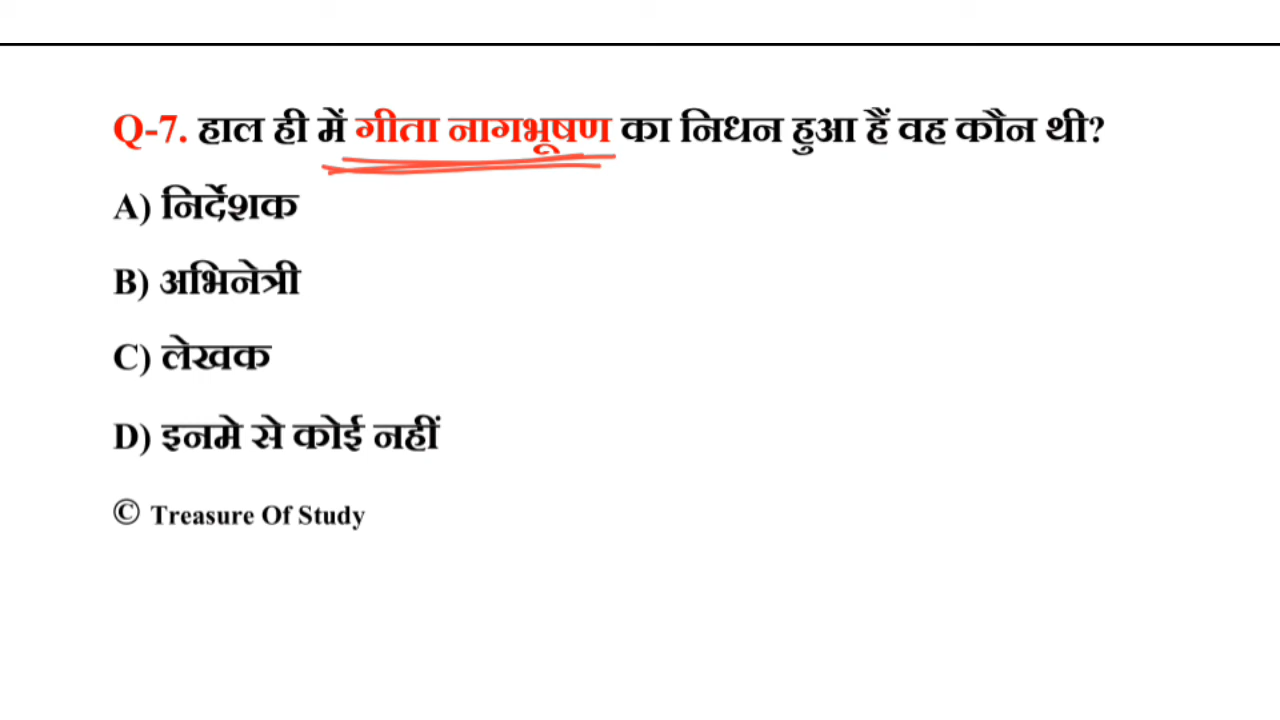 Q-7. हाल ही में गीता नागभूषण का निधन हुआ हैं वह कौन थी?
A) निर्देशक
B) अभिनेत्री
C) लेखक
D) इनमे से कोई नहीं
© Treasure Of Study